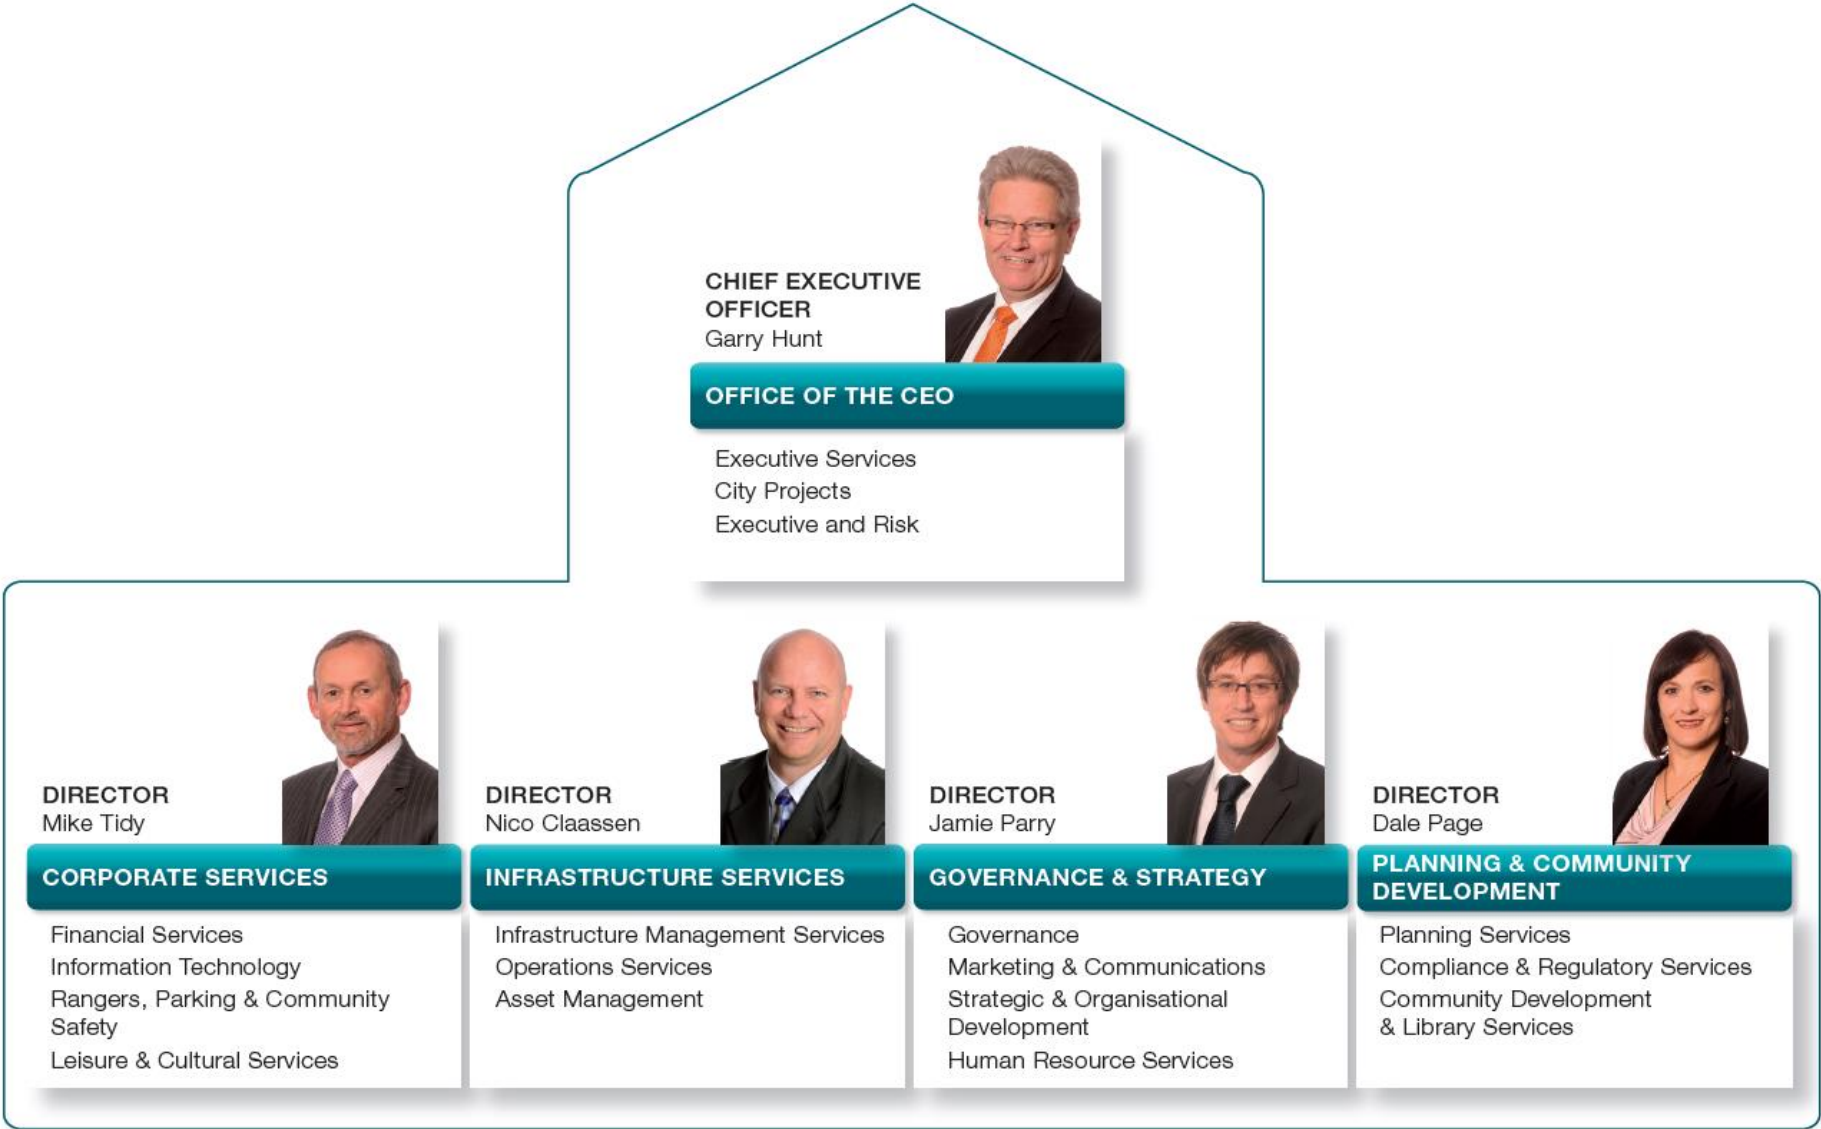 CHIEF EXECUTIVE
OFFICER
Garry Hunt
OFFICE OF THE CEO
Executive Services
City Projects
Executive and Risk
DIRECTOR
Mike Tidy
CORPORATE SERVICES
Financial Services
Information Technology
Rangers, Parking & Community
Safety
Leisure & Cultural Services
DIRECTOR
Nico Claassen
INFRASTRUCTURE SERVICES
Infrastructure Management Services
Operations Services
Asset Management
DIRECTOR
Jamie Parry
GOVERNANCE & STRATEGY
Governance
Marketing & Communications
Strategic & Organisational
Development
Human Resource Services
DIRECTOR
Dale Page
PLANNING & COMMUNITY
DEVELOPMENT
Planning Services
Compliance & Regulatory Services
Community Development
& Library Services